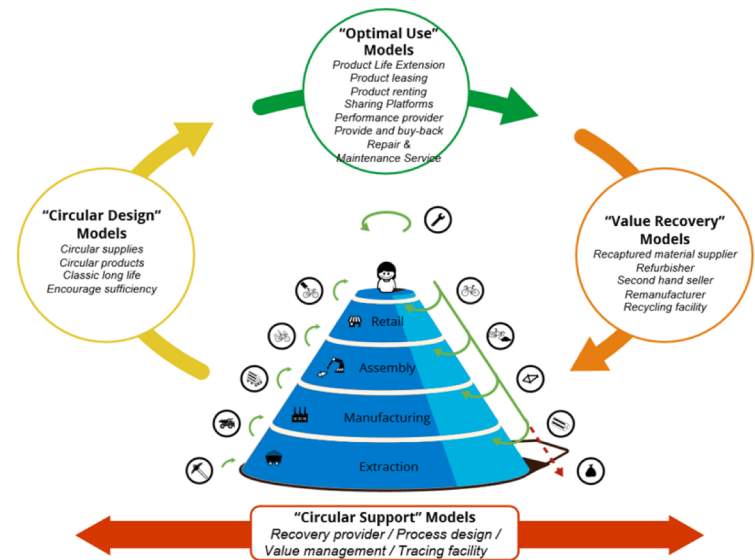 “Optimal Use”
Models
Product Life Extension
Product leasing
Product renting
Sharing Platforms
Performance provider
Provide and buy-back
Repair &
Maintenance Service
“Circular Design”
Models
Circular supplies
Circular products
Classic long life
Encourage sufficiency
“Value Recovery”
Models
Recaptured material supplier
Refurbisher
Second hand seller
Remanufacturer
Recycling facility
Retail
Assembly
Manufacturing
Extraction
“Circular Support” Models
Recovery provider / Process design /
Value management / Tracing facility